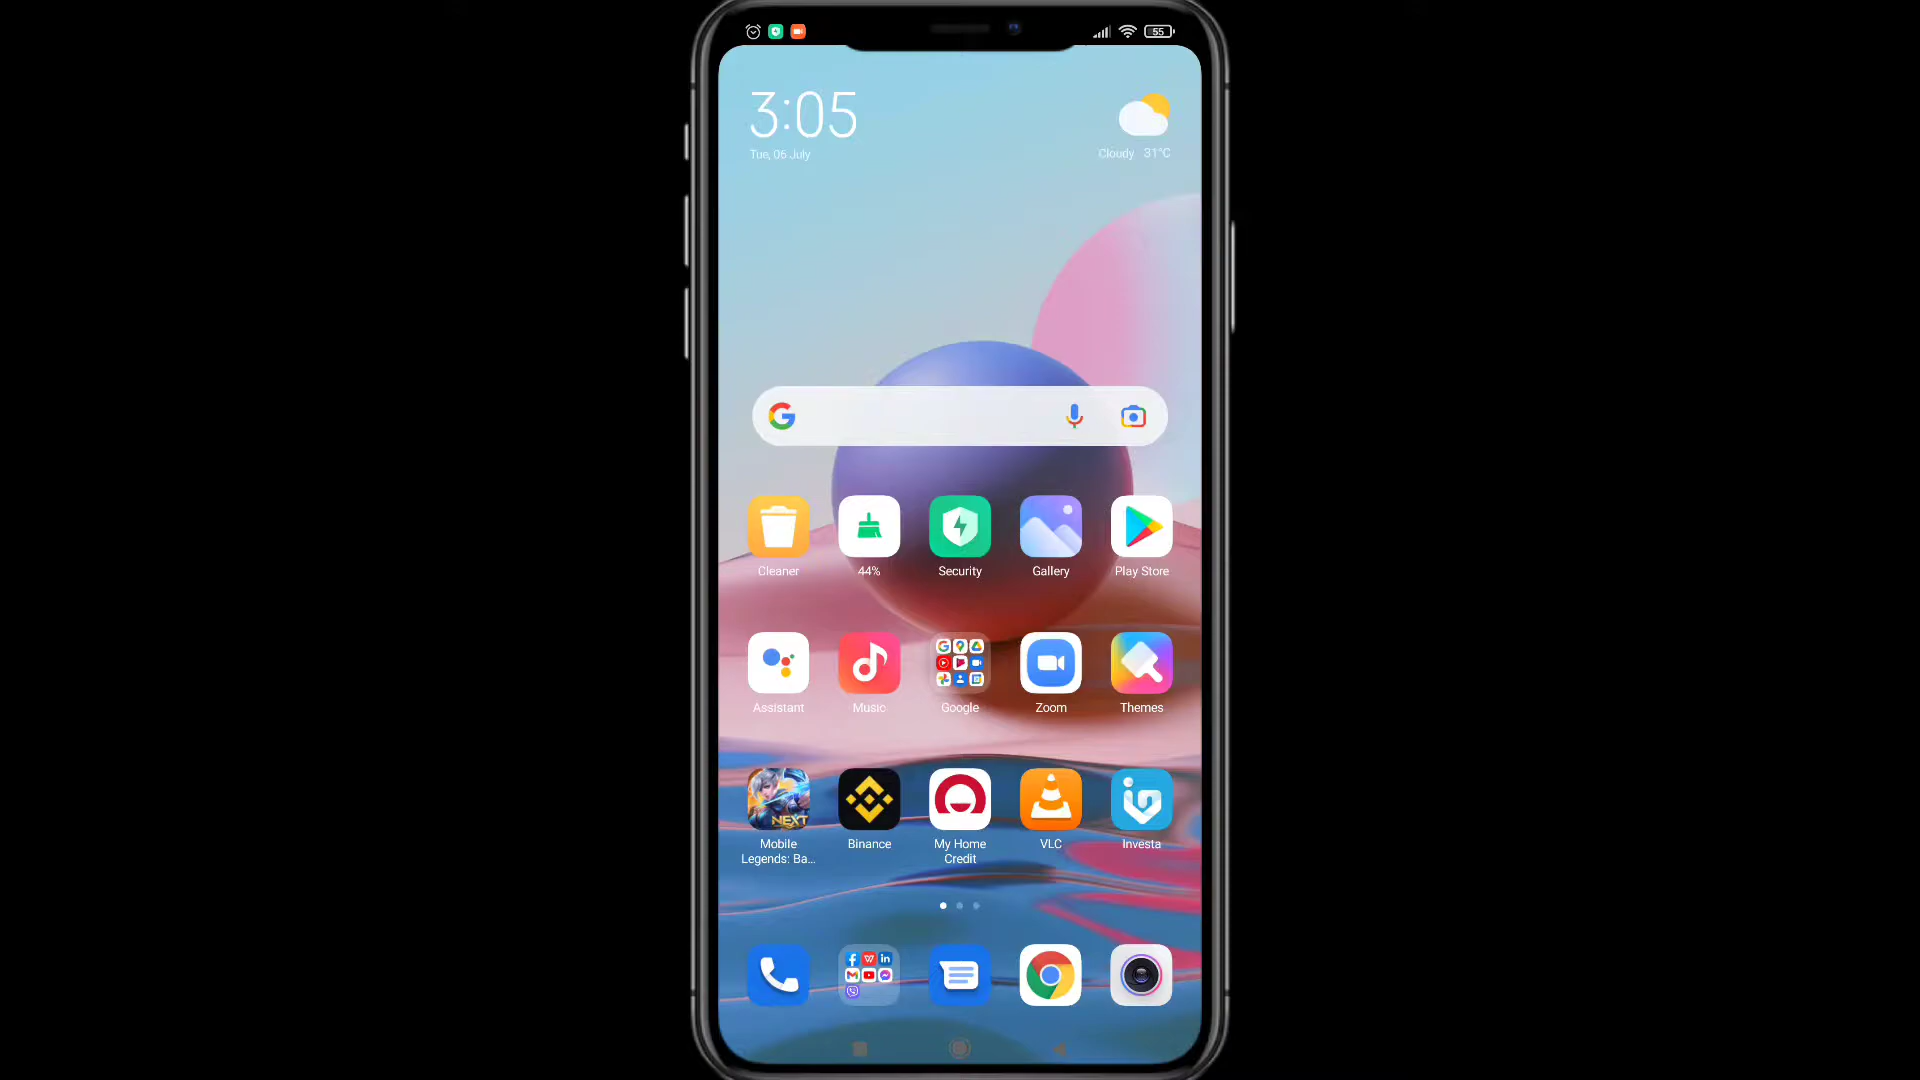 55
3:05
Tue, 06 July
Cloudy 31°C
Cleaner
44%
Security
Gallery
Play Store
Assistant
Music
Google
Zoom
Themes
NEXT
Mobile
Legends: Ba...
Binance
My Home
Credit
VLC
Investa